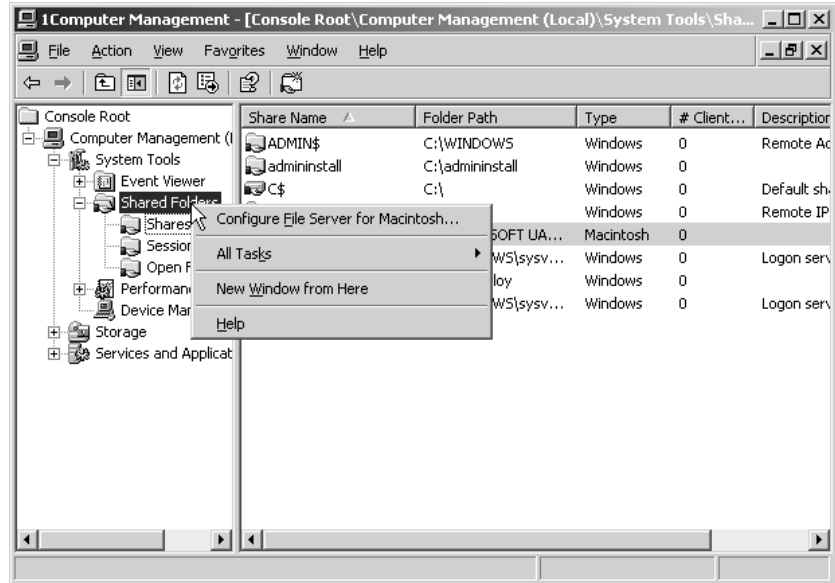 1Computer Management - [Console Root\Computer Management (Local)\System Tools\Sha...
File Action View Favorites Window Help
Console Root
Computer Management (l
System Tools
Event Viewer
Shared Folders
Shares
Session
Open F
Performan
Device Mar
Storage
Services and Applicat
Share Name Folder Path Type # Client... Description
ADMIN$ C:\WINDOWS Windows 0 Remote Ad
admininstall C:\admininstall Windows 0
C$ C:\ Windows 0 Default sha
Windows 0 Remote IP
SOFT UA... Macintosh 0
WS\sysv... Windows 0 Logon serv
loy Windows 0
WS\sysv... Windows 0 Logon serv
Configure File Server for Macintosh...
All Tasks
New Window from Here
Help